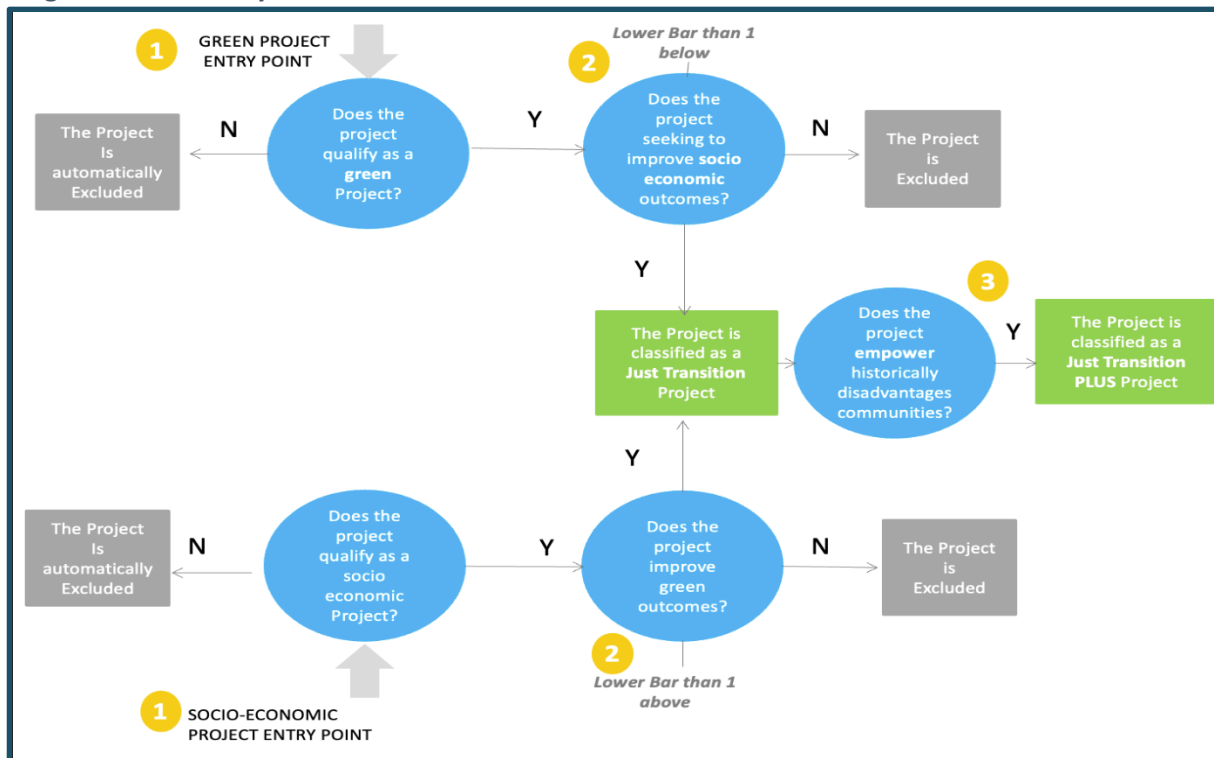 1
GREEN PROJECT
ENTRY POINT
2
Lower Bar than 1
below
The Project
Is
automatically
Excluded
N
Does the
project
qualify as a
green
Project?
Y
Does the
project
seeking to
improve socio
economic
outcomes?
N
The Project
is
Excluded
Y
The Project is
classified as a
Just Transition
Project
Does the
project
empower
historically
disadvantages
communities?
3
Y
The Project is
classified as a
Just Transition
PLUS Project
Y
The Project
Is
automatically
Excluded
N
Does the
project
qualify as a
socio
economic
Project?
Y
Does the
project
improve
green
outcomes?
N
The Project
is
Excluded
2
Lower Bar than 1
above
1
SOCIO-ECONOMIC
PROJECT ENTRY POINT